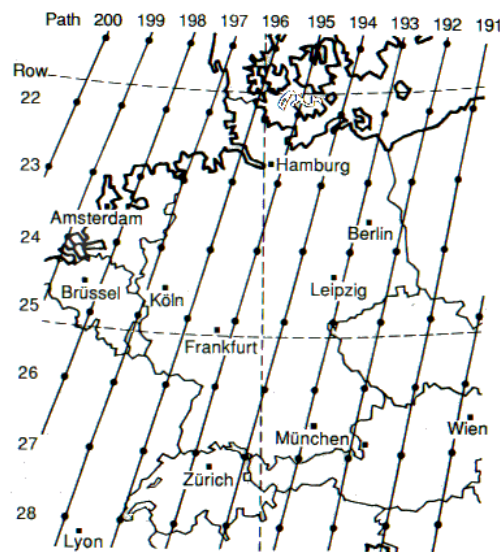 Path 200 199 198 197 196 195 194 193 192 191
Row
22
23
Hamburg
Amsterdam
24
Berlin
Brüssel
Köln
Leipzig
25
Frankfurt
26
Wien
München
27
Zürich
28
Lyon